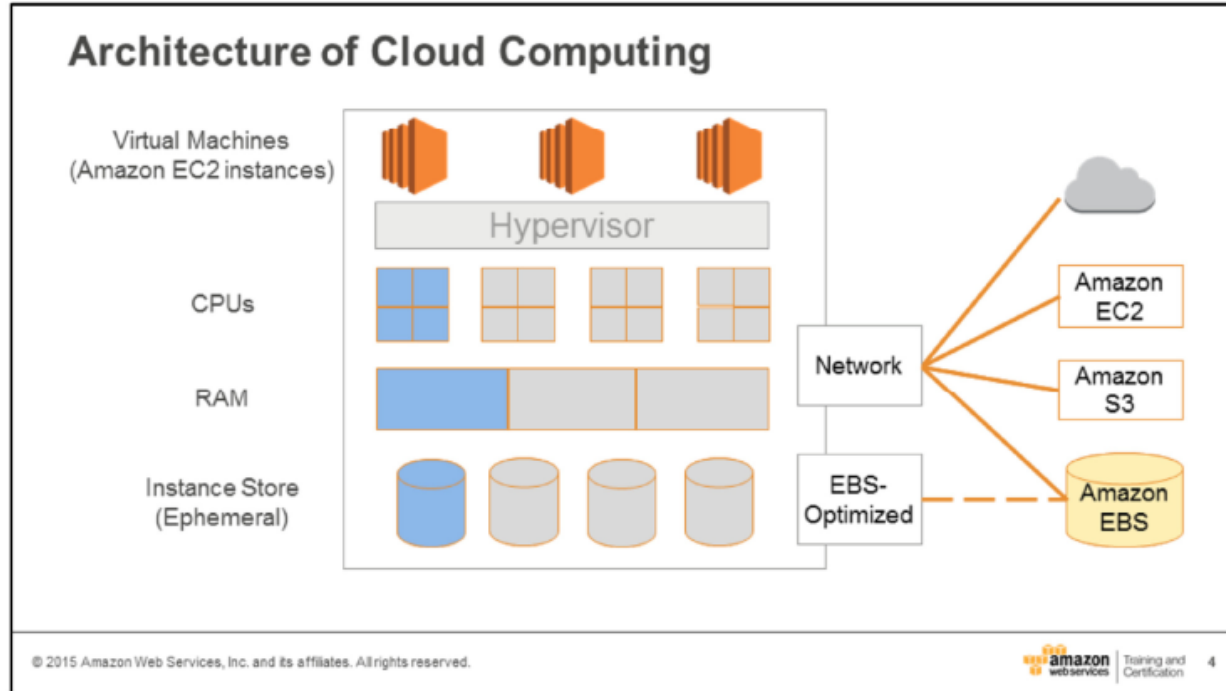 Architecture of Cloud Computing
Virtual Machines
(Amazon EC2 instances)
Hypervisor
CPUs
RAM
Instance Store
(Ephemeral)
Network
EBS-
Optimized
Amazon
EC2
Amazon
S3
Amazon
EBS
© 2015 Amazon Web Services, Inc. and its affiliates. All rights reserved.
amazon
webservices
Training and
Certification
4